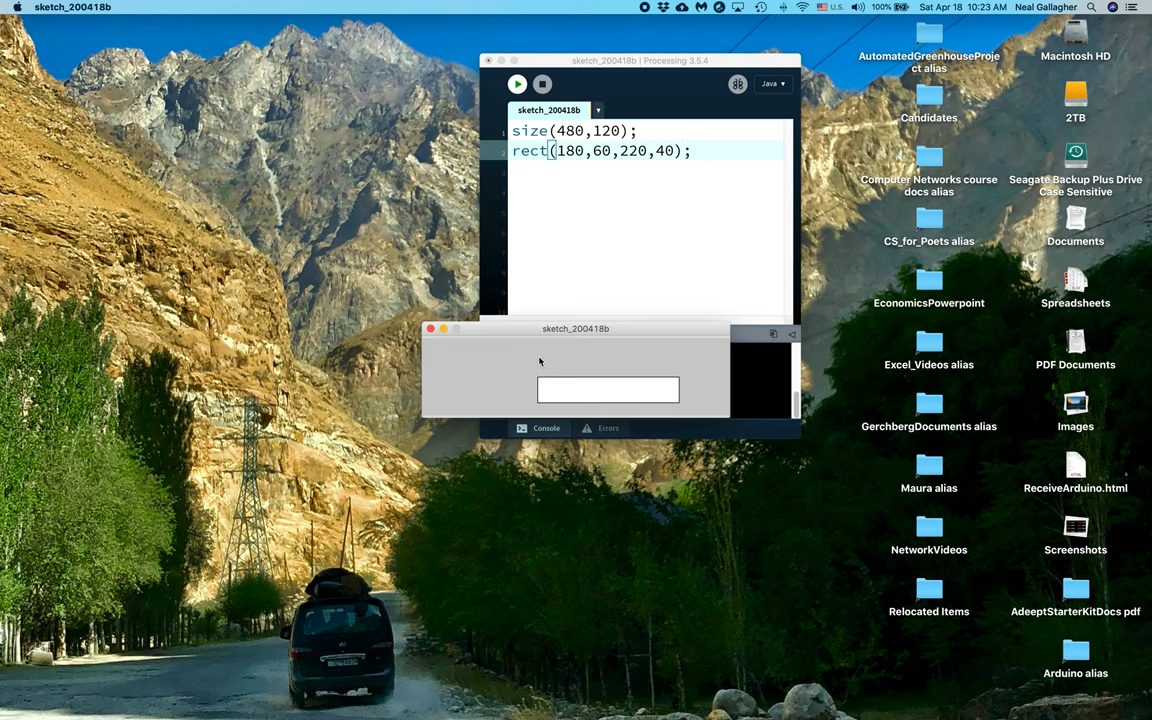 sketch_200418b
U.S.
100%
Sat Apr 18 10:23 AM
Neal Gallagher
sketch_200418b | Processing 3.5.4
Java
sketch_200418b
1 size(480,120);
2 rect(180,60,220,40);
sketch_200418b
Console
Errors
AutomatedGreenhouseProje
ct alias
Macintosh HD
Candidates
2TB
Computer Networks course
docs alias
Seagate Backup Plus Drive
Case Sensitive
CS_for_Poets alias
Documents
EconomicsPowerpoint
Spreadsheets
Excel_Videos alias
PDF Documents
GerchbergDocuments alias
Images
Maura alias
ReceiveArduino.html
NetworkVideos
Screenshots
Relocated Items
AdeeptStarterKitDocs pdf
Arduino alias